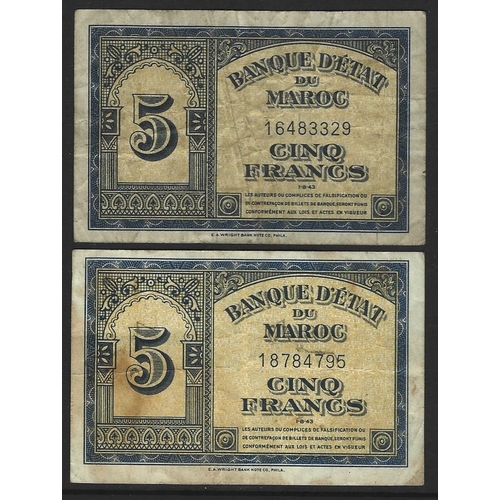 5
BANQUE D'ÉTAT
DU
MAROC
16483329
CINQ
FRANCS
1-8-43
LES AUTEURS OU COMPLICES DE FALSIFICATION OU
DE CONTREFAÇON DE BILLETS DE BANQUE, SERONT PUNIS
CONFORMÉMENT AUX LOIS ET ACTES EN VIGUEUR
E.A. WRIGHT BANK NOTE CO. PHILA.
5
BANQUE D'ÉTAT
DU
MAROC
18784795
CINQ
FRANCS
1-8-43
LES AUTEURS OU COMPLICES DE FALSIFICATION OU
DE CONTREFAÇON DE BILLETS DE BANQUE, SERONT PUNIS
CONFORMÉMENT AUX LOIS ET ACTES EN VIGUEUR
E.A. WRIGHT BANK NOTE CO. PHILA.